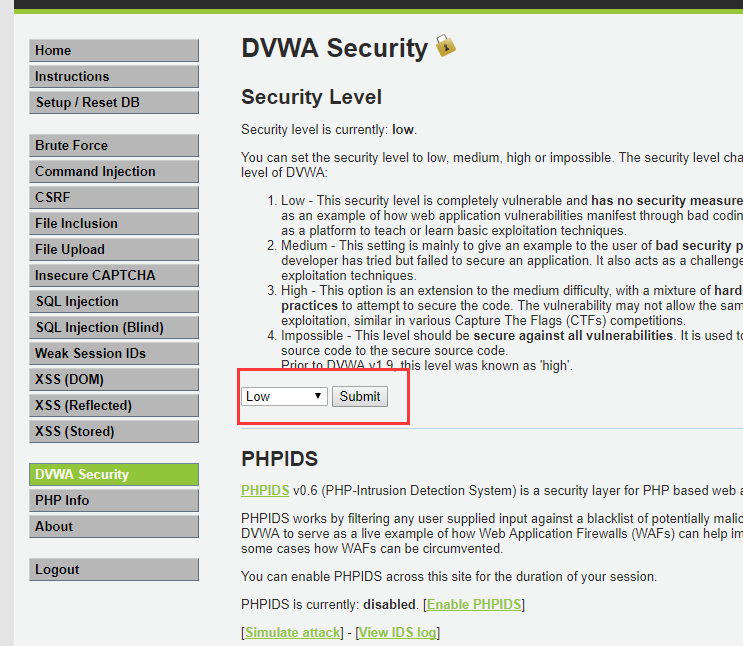 Home
Instructions
Setup / Reset DB
Brute Force
Command Injection
CSRF
File Inclusion
File Upload
Insecure CAPTCHA
SQL Injection
SQL Injection (Blind)
Weak Session IDs
XSS (DOM)
XSS (Reflected)
XSS (Stored)
DVWA Security
PHP Info
About
Logout
DVWA Security
Security Level
Security level is currently: low.
You can set the security level to low, medium, high or impossible. The security level cha
level of DVWA:
1. Low - This security level is completely vulnerable and has no security measure
as an example of how web application vulnerabilities manifest through bad codin
as a platform to teach or learn basic exploitation techniques.
2. Medium - This setting is mainly to give an example to the user of bad security p
developer has tried but failed to secure an application. It also acts as a challenge
exploitation techniques.
3. High - This option is an extension to the medium difficulty, with a mixture of hard
practices to attempt to secure the code. The vulnerability may not allow the sam
exploitation, similar in various Capture The Flags (CTFs) competitions.
4. Impossible - This level should be secure against all vulnerabilities. It is used to
source code to the secure source code.
Prior to DVWA v1.9, this level was known as 'high'.
Low Submit
PHPIDS
PHPIDS v0.6 (PHP-Intrusion Detection System) is a security layer for PHP based web a
PHPIDS works by filtering any user supplied input against a blacklist of potentially malic
DVWA to serve as a live example of how Web Application Firewalls (WAFs) can help im
some cases how WAFs can be circumvented.
You can enable PHPIDS across this site for the duration of your session.
PHPIDS is currently: disabled. [Enable PHPIDS]
[Simulate attack] - [View IDS log]